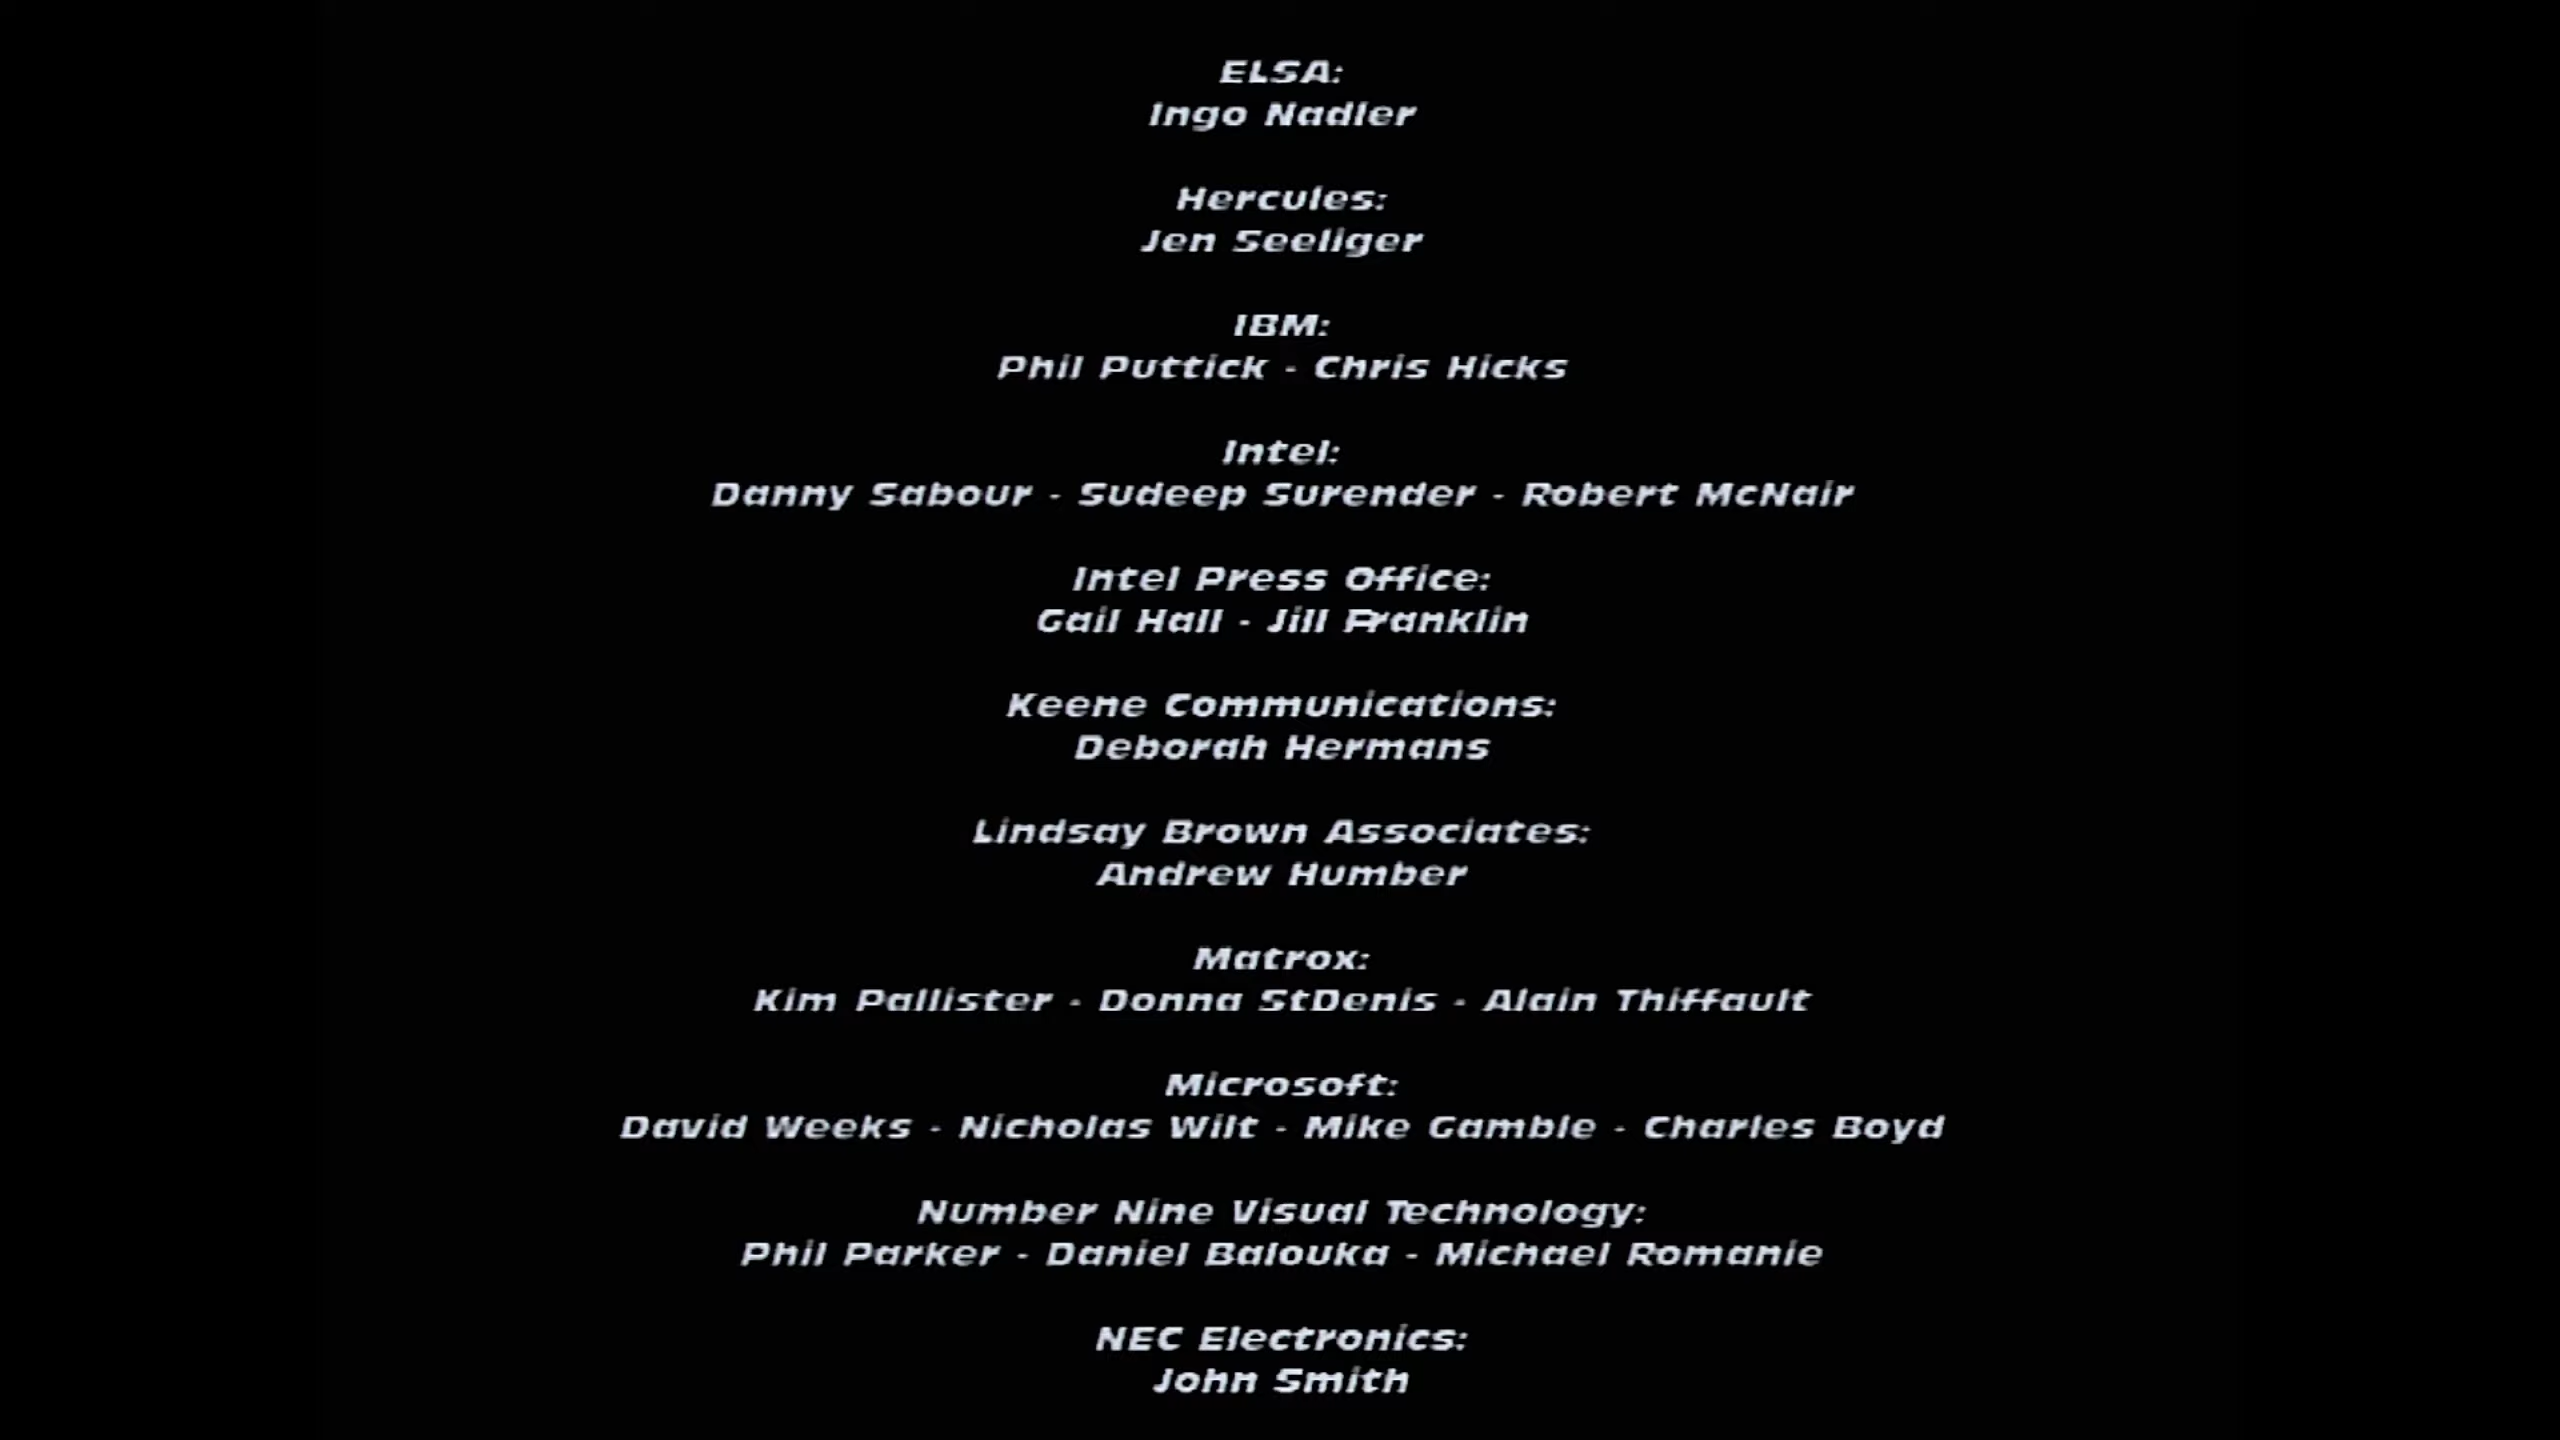 ELSA:
Ingo Nadler
Hercules:
Jen Seeliger
IBM:
Phil Puttick - Chris Hicks
Intel:
Danny Sabour - Sudeep Surender - Robert McNair
Intel Press Office:
Gail Hall - Jill Franklin
Keene Communications:
Deborah Hermans
Lindsay Brown Associates:
Andrew Humber
Matrox:
Kim Pallister - Donna StDenis - Alain Thiffault
Microsoft:
David Weeks - Nicholas Wilt - Mike Gamble - Charles Boyd
Number Nine Visual Technology:
Phil Parker - Daniel Balouka - Michael Romanie
NEC Electronics:
John Smith